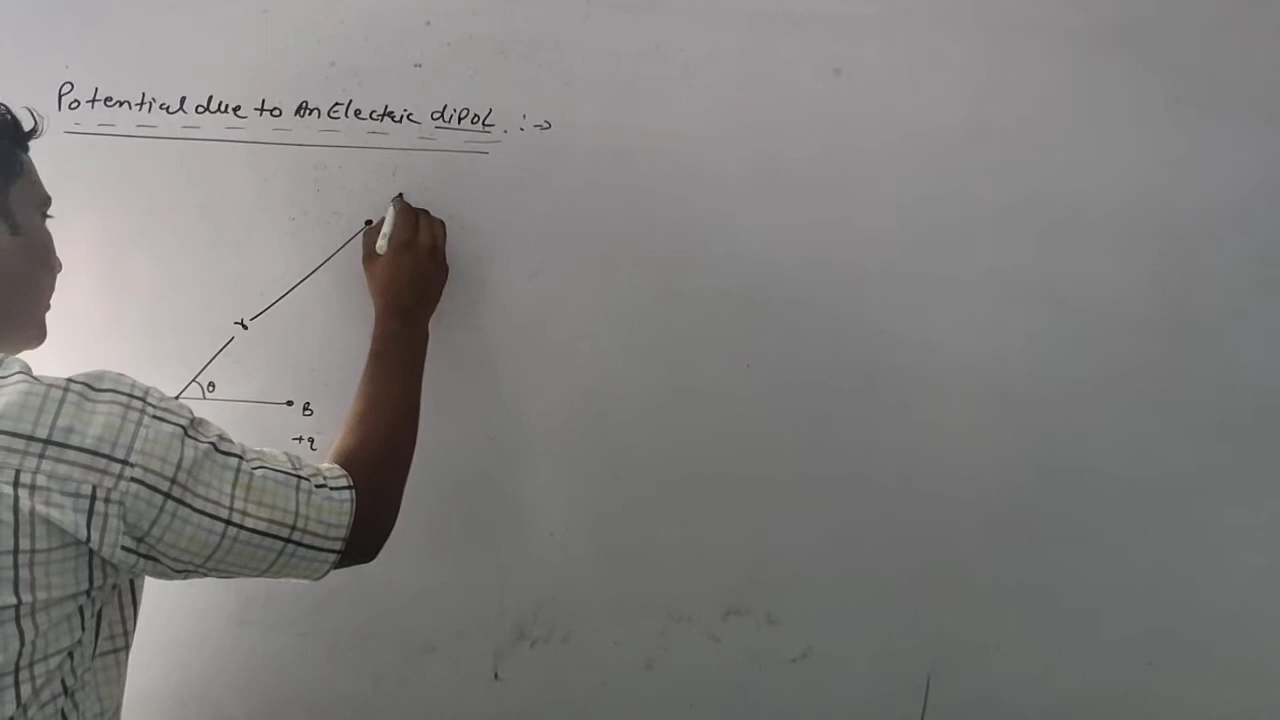 Potential due to An Electric dipol. :→
r
θ
B
+q